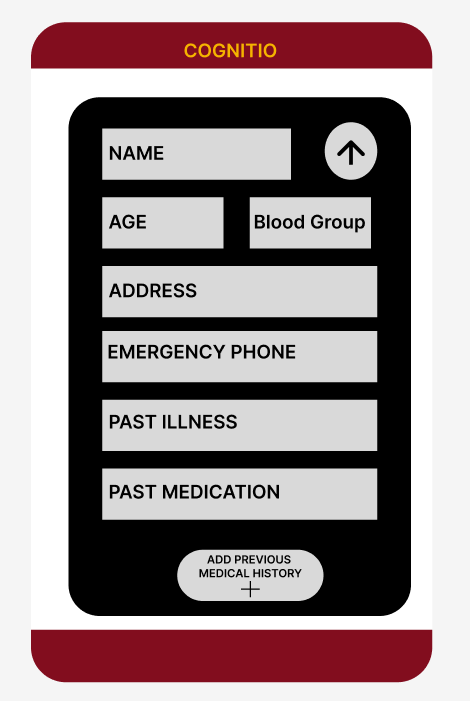 COGNITIO
NAME
AGE
Blood Group
ADDRESS
EMERGENCY PHONE
PAST ILLNESS
PAST MEDICATION
ADD PREVIOUS
MEDICAL HISTORY